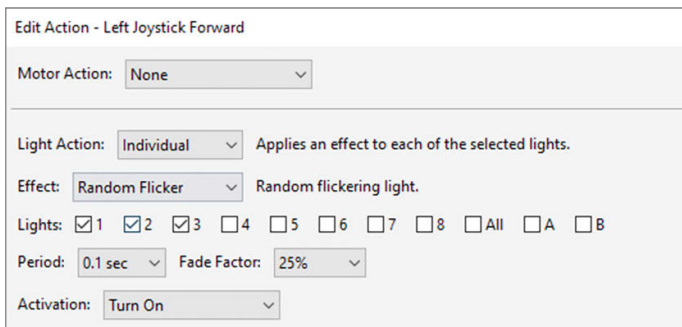 Edit Action - Left Joystick Forward
Motor Action: None
Light Action: Individual Applies an effect to each of the selected lights.
Effect: Random Flicker Random flickering light.
Lights: 1 2 3 4 5 6 7 8 All A B
Period: 0.1 sec Fade Factor: 25%
Activation: Turn On